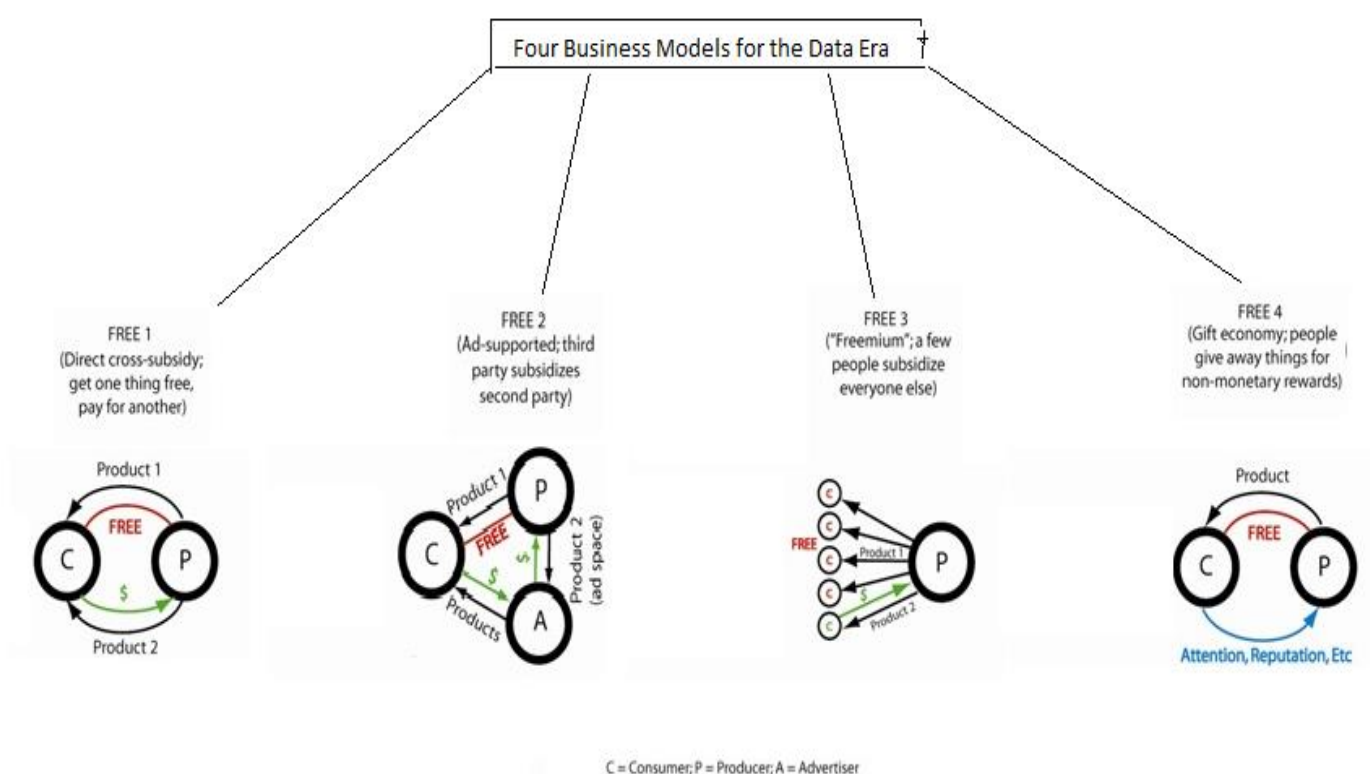 Four Business Models for the Data Era
FREE 1
(Direct cross-subsidy;
get one thing free,
pay for another)
FREE 2
(Ad-supported; third
party subsidizes
second party)
FREE 3
("Freemium"; a few
people subsidize
everyone else)
FREE 4
(Gift economy; people
give away things for
non-monetary rewards)
Product 1
FREE
C
P
$
Product 2
Product 1
P
FREE
C
$
$
Product 2
(ad space)
Products
A
C
C
FREE
C
Product 1
P
C
$
C
Product 2
Product
FREE
C
P
Attention, Reputation, Etc
C = Consumer; P = Producer; A = Advertiser